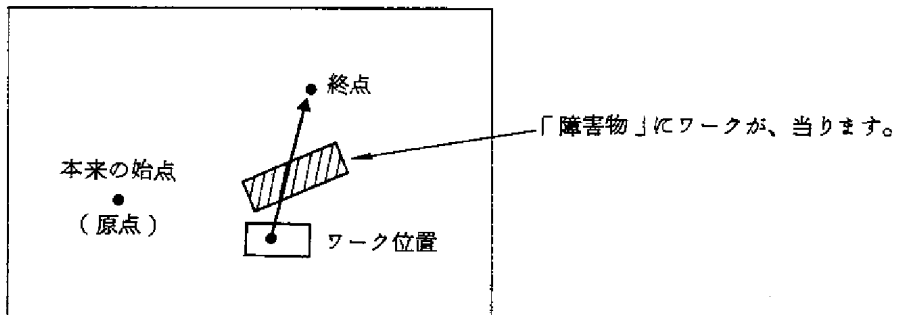 終点
「障害物」にワークが、当ります。
本来の始点
(原点)
ワーク位置